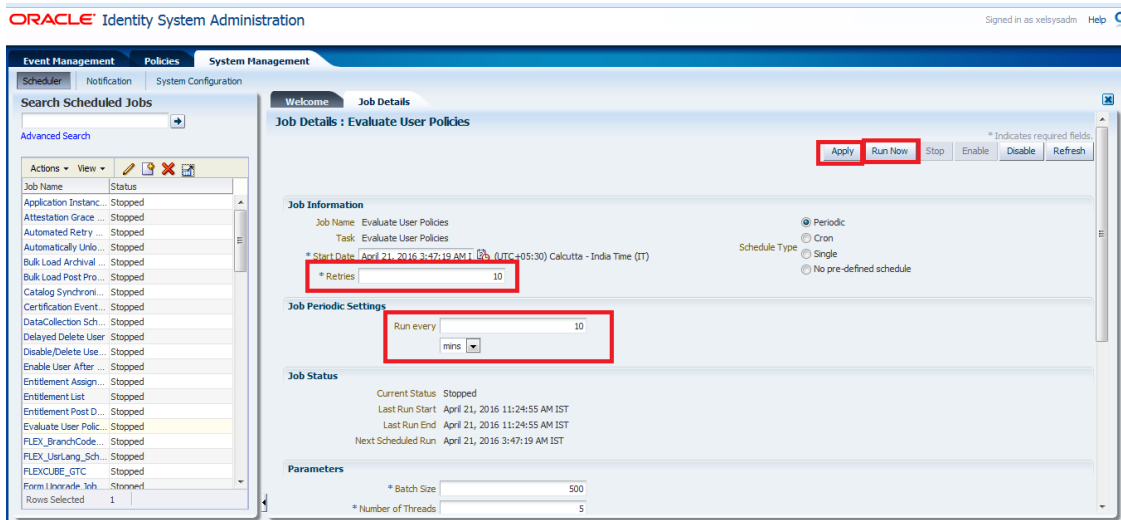 ORACLE Identity System Administration
Signed in as xelsysadm Help
Event Management Policies System Management
Scheduler Notification System Configuration
Search Scheduled Jobs
Advanced Search
Actions View
Job Name Status
Application Instanc... Stopped
Attestation Grace ... Stopped
Automated Retry ... Stopped
Automatically Unlo... Stopped
Bulk Load Archival ... Stopped
Bulk Load Post Pro... Stopped
Catalog Synchroni... Stopped
Certification Event... Stopped
DataCollection Sch... Stopped
Delayed Delete User Stopped
Disable/Delete Use... Stopped
Enable User After ... Stopped
Entitlement Assign... Stopped
Entitlement List Stopped
Entitlement Post D... Stopped
Evaluate User Polic... Stopped
FLEX_BranchCode... Stopped
FLEX_UsrLang_Sch... Stopped
FLEXCUBE_GTC Stopped
Form Upgrade Job Stopped
Rows Selected 1
Welcome Job Details
Job Details : Evaluate User Policies
* Indicates required fields.
Apply Run Now Stop Enable Disable Refresh
Job Information
Job Name Evaluate User Policies
Task Evaluate User Policies
* Start Date April 21, 2016 3:47:19 AM I (UTC+05:30) Calcutta - India Time (IT)
* Retries 10
Schedule Type
Periodic
Cron
Single
No pre-defined schedule
Job Periodic Settings
Run every 10
mins
Job Status
Current Status Stopped
Last Run Start April 21, 2016 11:24:55 AM IST
Last Run End April 21, 2016 11:24:55 AM IST
Next Scheduled Run April 21, 2016 3:47:19 AM IST
Parameters
* Batch Size 500
* Number of Threads 5